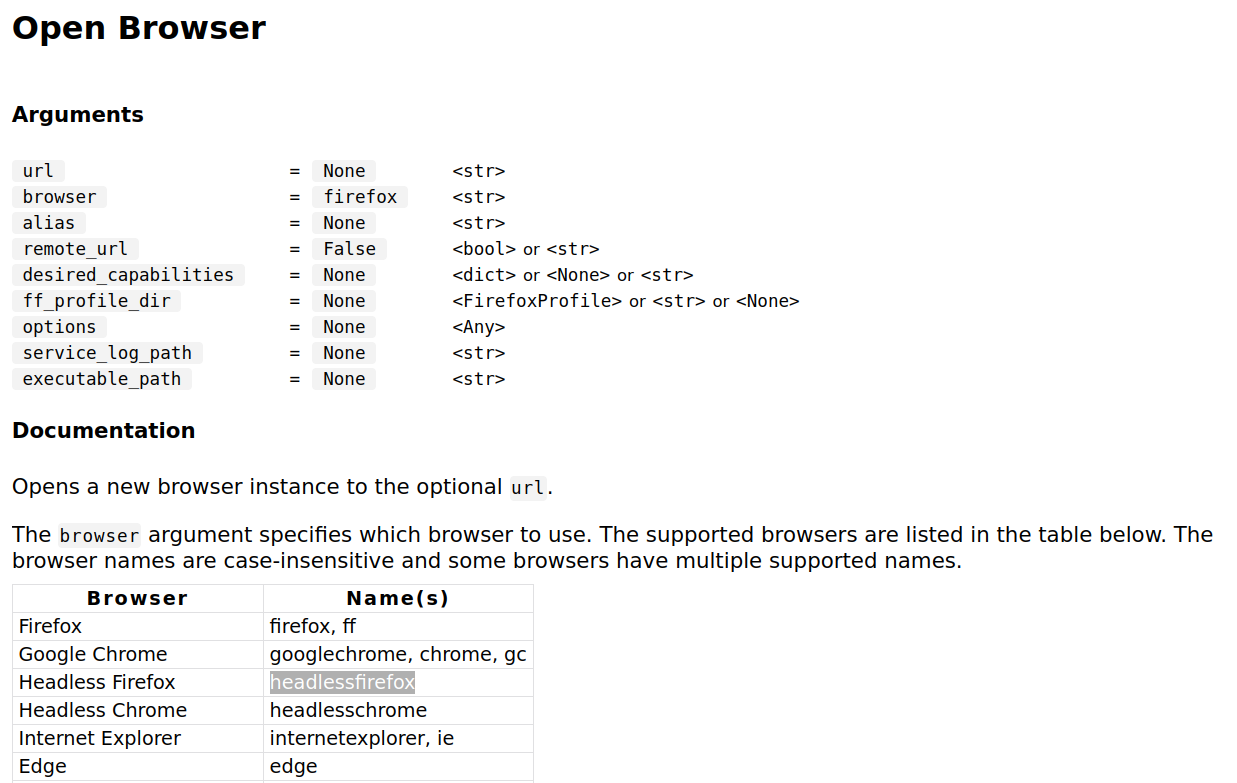 Open Browser
Arguments
url = None <str>
browser = firefox <str>
alias = None <str>
remote_url = False <bool> or <str>
desired_capabilities = None <dict> or <None> or <str>
ff_profile_dir = None <FirefoxProfile> or <str> or <None>
options = None <Any>
service_log_path = None <str>
executable_path = None <str>
Documentation
Opens a new browser instance to the optional url.
The browser argument specifies which browser to use. The supported browsers are listed in the table below. The
browser names are case-insensitive and some browsers have multiple supported names.
Browser Name(s)
Firefox firefox, ff
Google Chrome googlechrome, chrome, gc
Headless Firefox headlessfirefox
Headless Chrome headlesschrome
Internet Explorer internetexplorer, ie
Edge edge